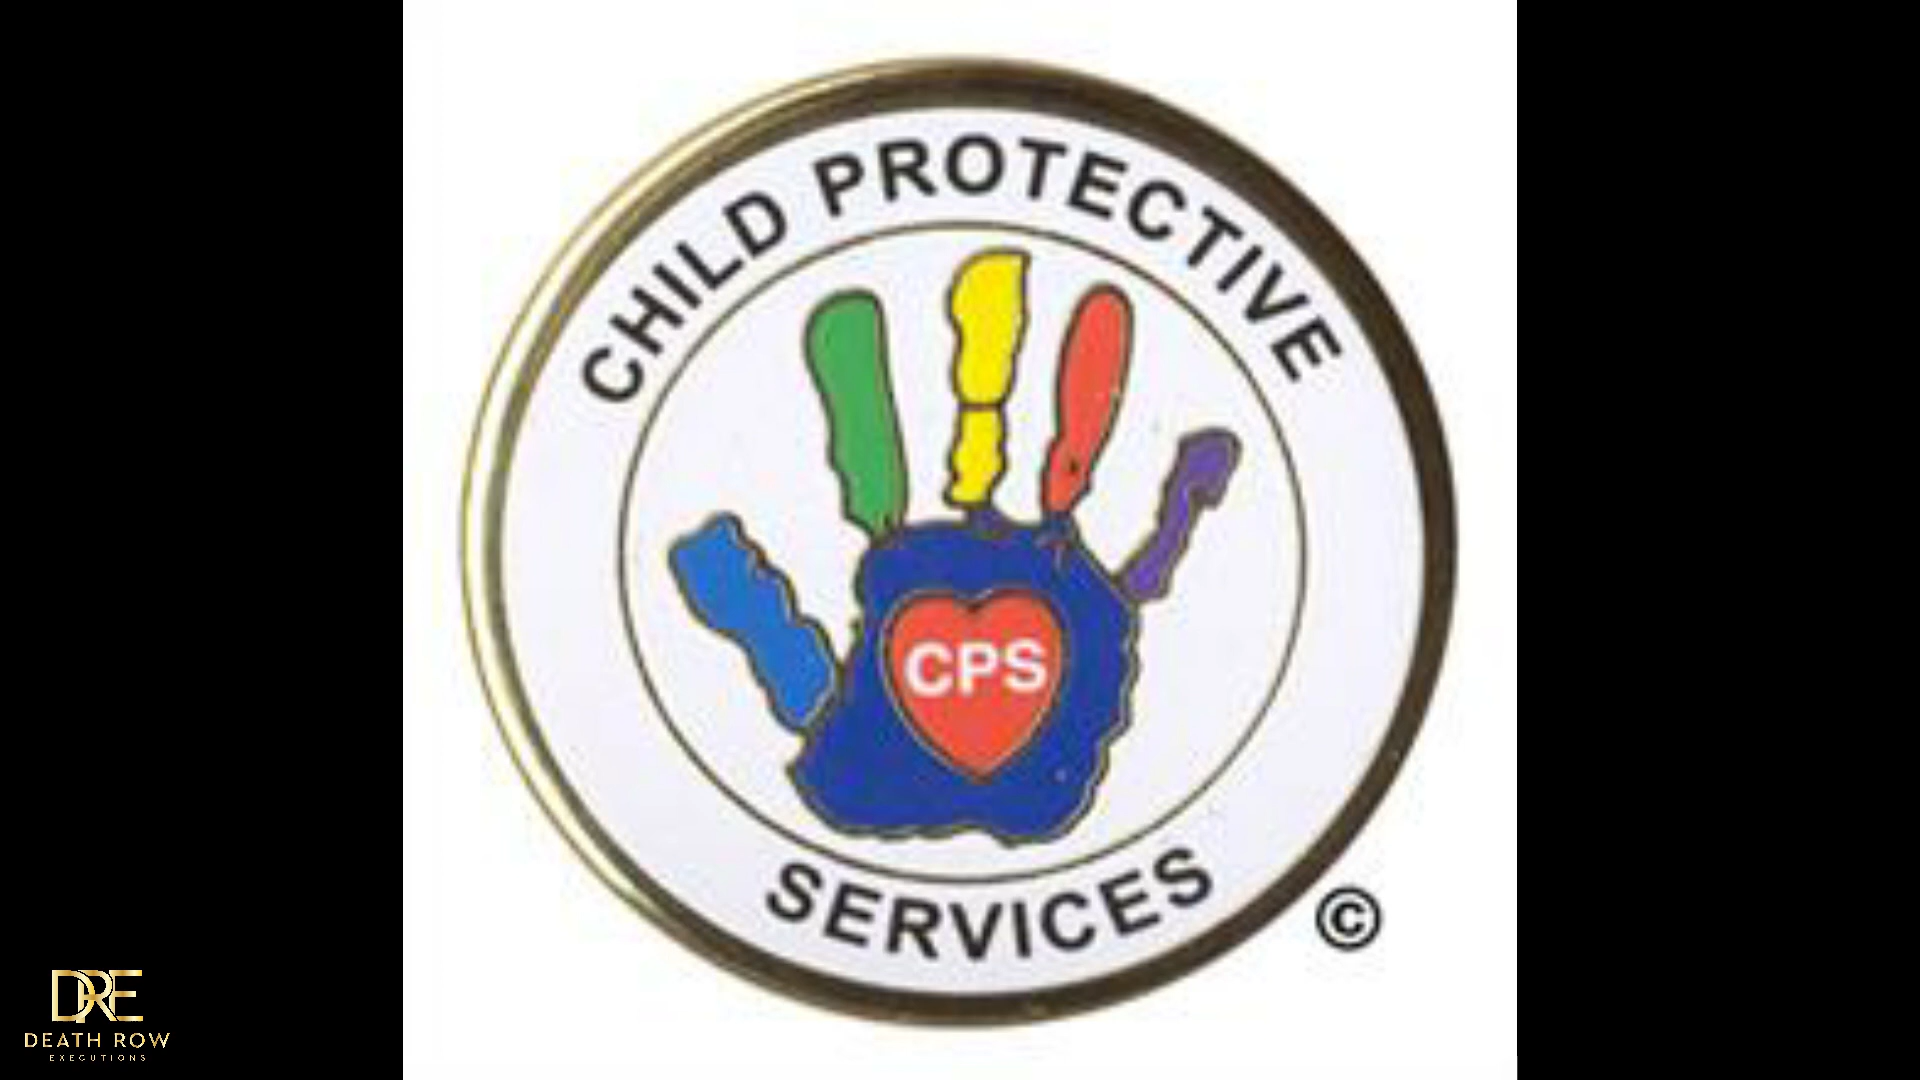 CHILD PROTECTIVE
CPS
SERVICES
©
DRE
DEATH ROW
EXECUTIONS